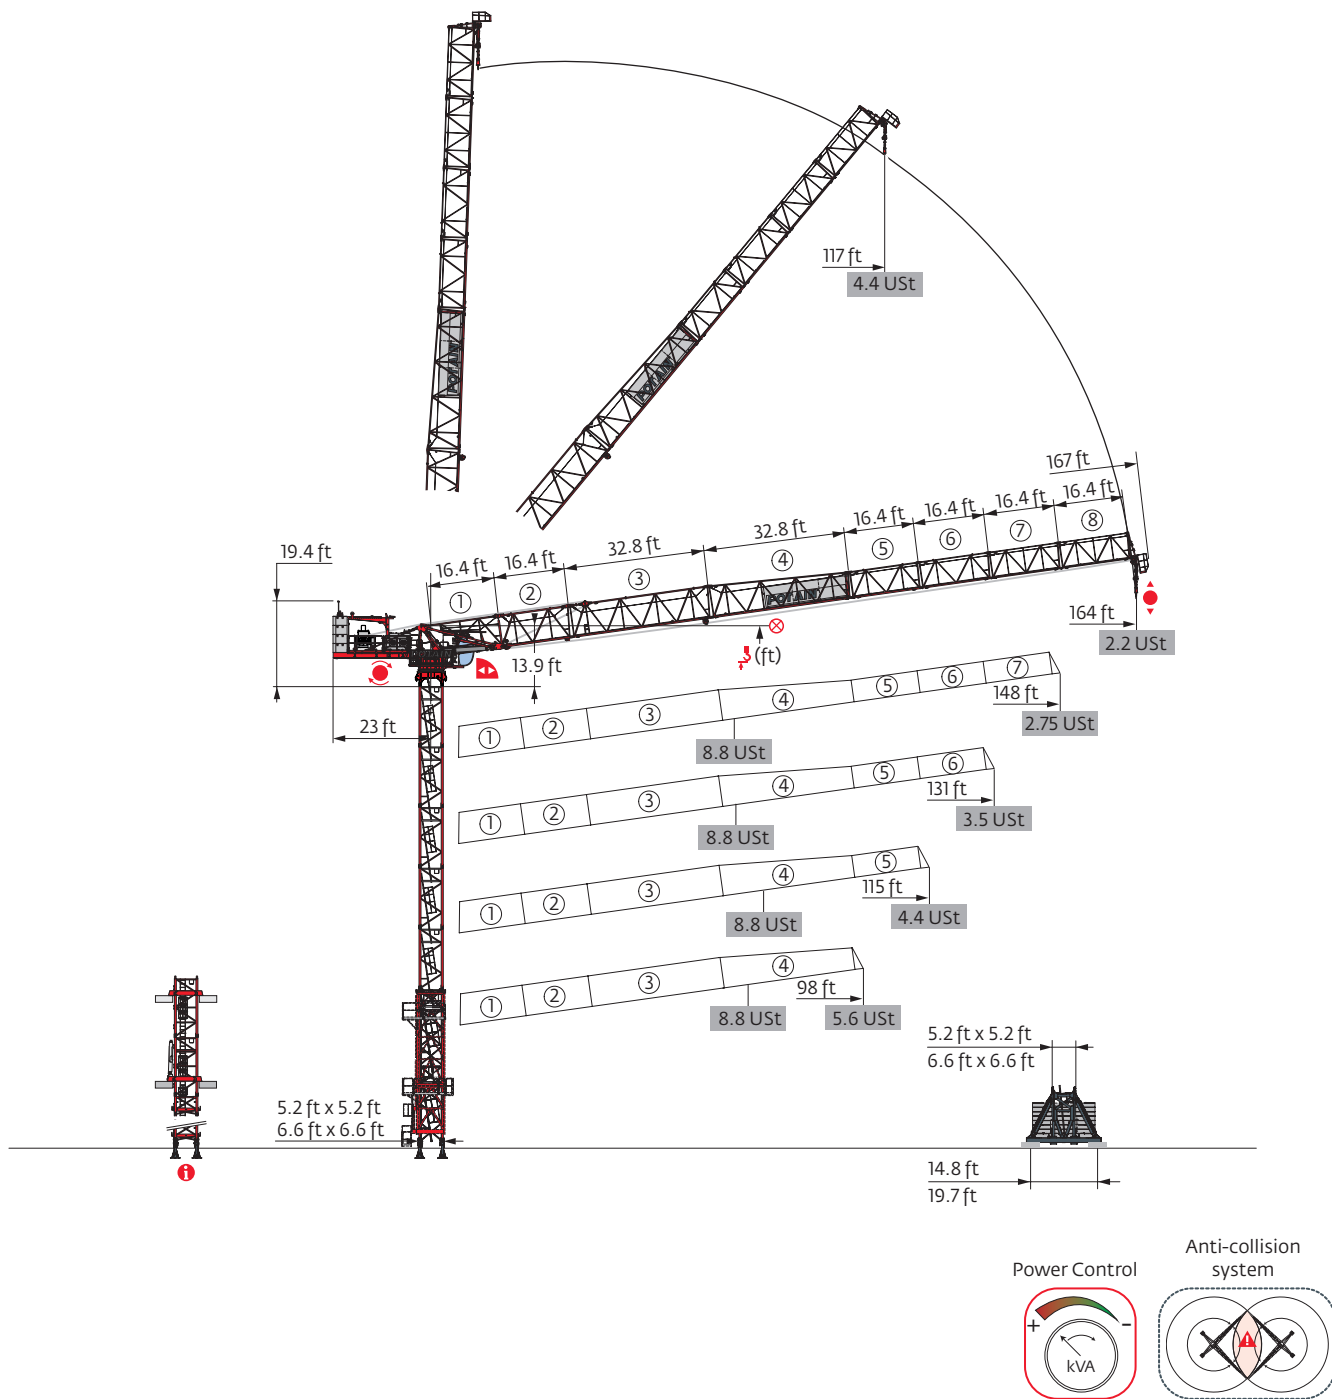 117 ft
4.4 USt
167 ft
16.4 ft
16.4 ft
16.4 ft
16.4 ft
32.8 ft
32.8 ft
16.4 ft
16.4 ft
19.4 ft
① ② ③ ④ ⑤ ⑥ ⑦ ⑧
POTAIN
POTAIN
POTAIN
164 ft
2.2 USt
(ft)
13.9 ft
23 ft
① ② ③ ④ ⑤ ⑥ ⑦
148 ft
2.75 USt
8.8 USt
① ② ③ ④ ⑤ ⑥
131 ft
3.5 USt
8.8 USt
① ② ③ ④ ⑤
115 ft
4.4 USt
8.8 USt
① ② ③ ④
98 ft
8.8 USt
5.6 USt
5.2 ft x 5.2 ft
6.6 ft x 6.6 ft
5.2 ft x 5.2 ft
6.6 ft x 6.6 ft
i
14.8 ft
19.7 ft
Power Control
+ −
kVA
Anti-collision
system